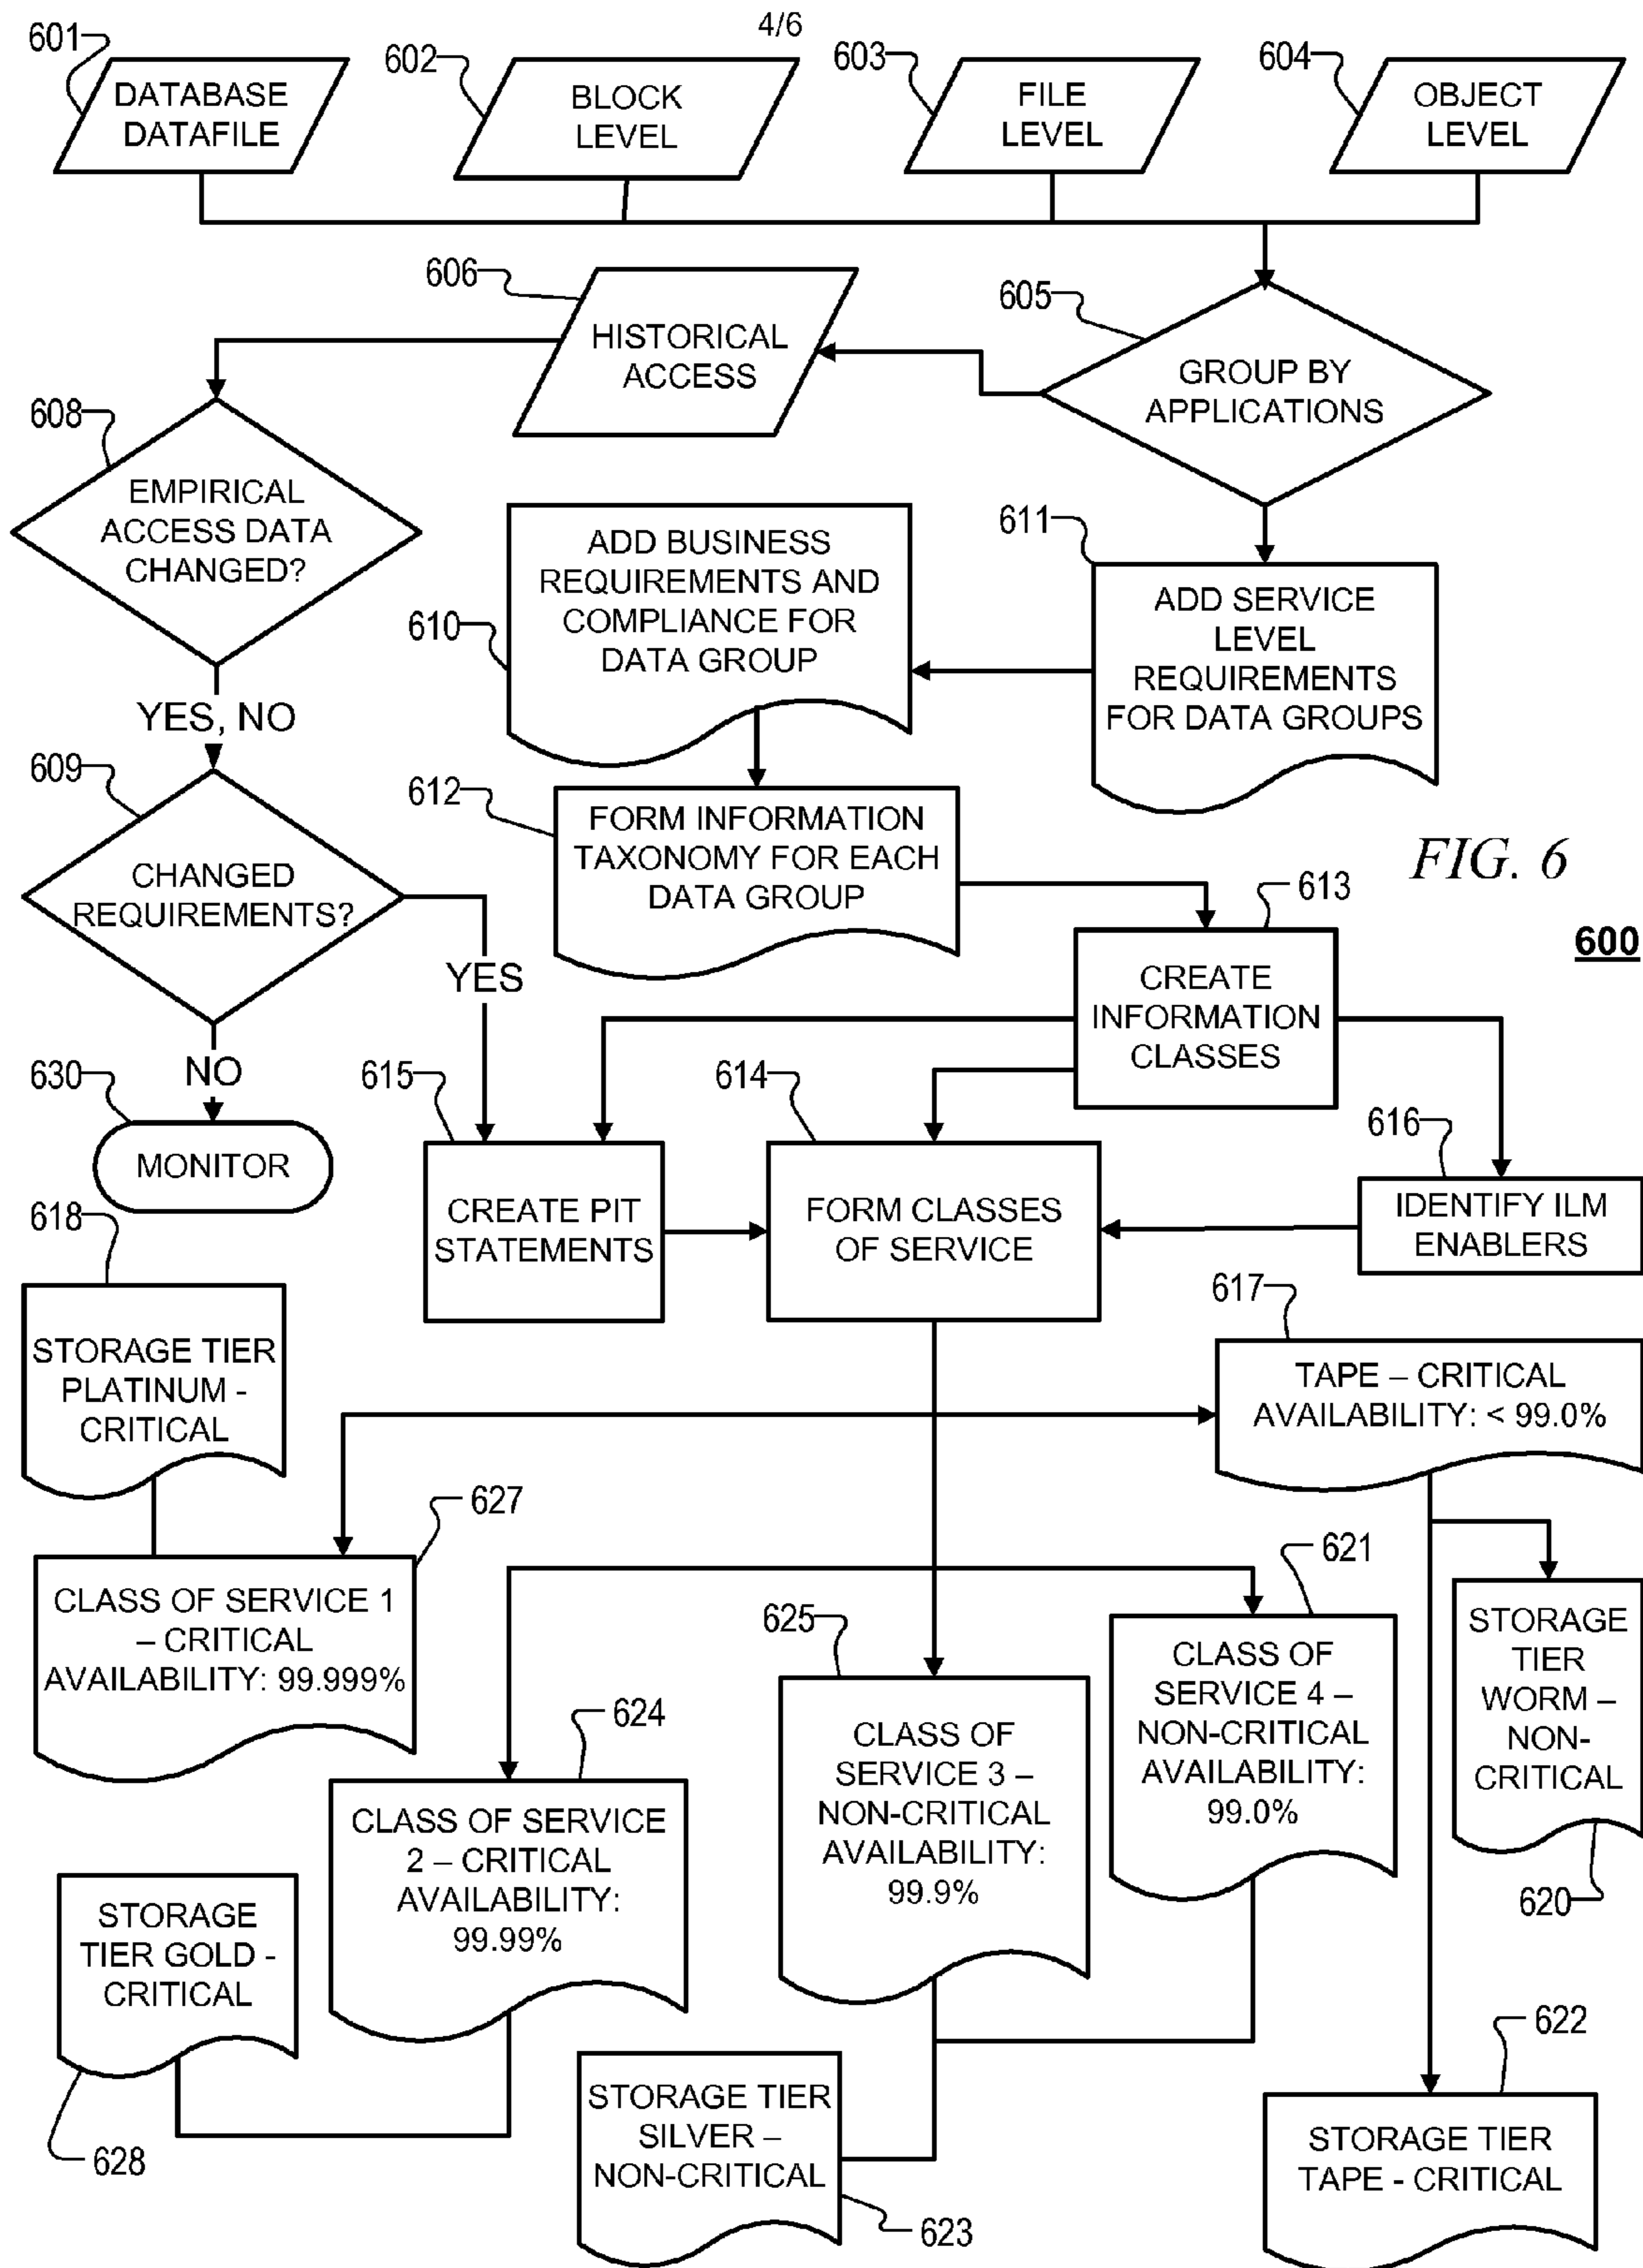 4/6
601
DATABASE
DATAFILE
602
BLOCK
LEVEL
603
FILE
LEVEL
604
OBJECT
LEVEL
606
HISTORICAL
ACCESS
605
GROUP BY
APPLICATIONS
608
EMPIRICAL
ACCESS DATA
CHANGED?
YES, NO
610
ADD BUSINESS
REQUIREMENTS AND
COMPLIANCE FOR
DATA GROUP
611
ADD SERVICE
LEVEL
REQUIREMENTS
FOR DATA GROUPS
609
CHANGED
REQUIREMENTS?
YES
NO
612
FORM INFORMATION
TAXONOMY FOR EACH
DATA GROUP
FIG. 6
600
613
CREATE
INFORMATION
CLASSES
630
MONITOR
615
CREATE PIT
STATEMENTS
614
FORM CLASSES
OF SERVICE
616
IDENTIFY ILM
ENABLERS
618
STORAGE TIER
PLATINUM -
CRITICAL
617
TAPE – CRITICAL
AVAILABILITY: < 99.0%
627
CLASS OF SERVICE 1
– CRITICAL
AVAILABILITY: 99.999%
624
CLASS OF SERVICE
2 – CRITICAL
AVAILABILITY:
99.99%
625
CLASS OF
SERVICE 3 –
NON-CRITICAL
AVAILABILITY:
99.9%
621
CLASS OF
SERVICE 4 –
NON-CRITICAL
AVAILABILITY:
99.0%
STORAGE
TIER
WORM –
NON-
CRITICAL
620
STORAGE
TIER GOLD -
CRITICAL
628
STORAGE TIER
SILVER –
NON-CRITICAL
623
622
STORAGE TIER
TAPE - CRITICAL